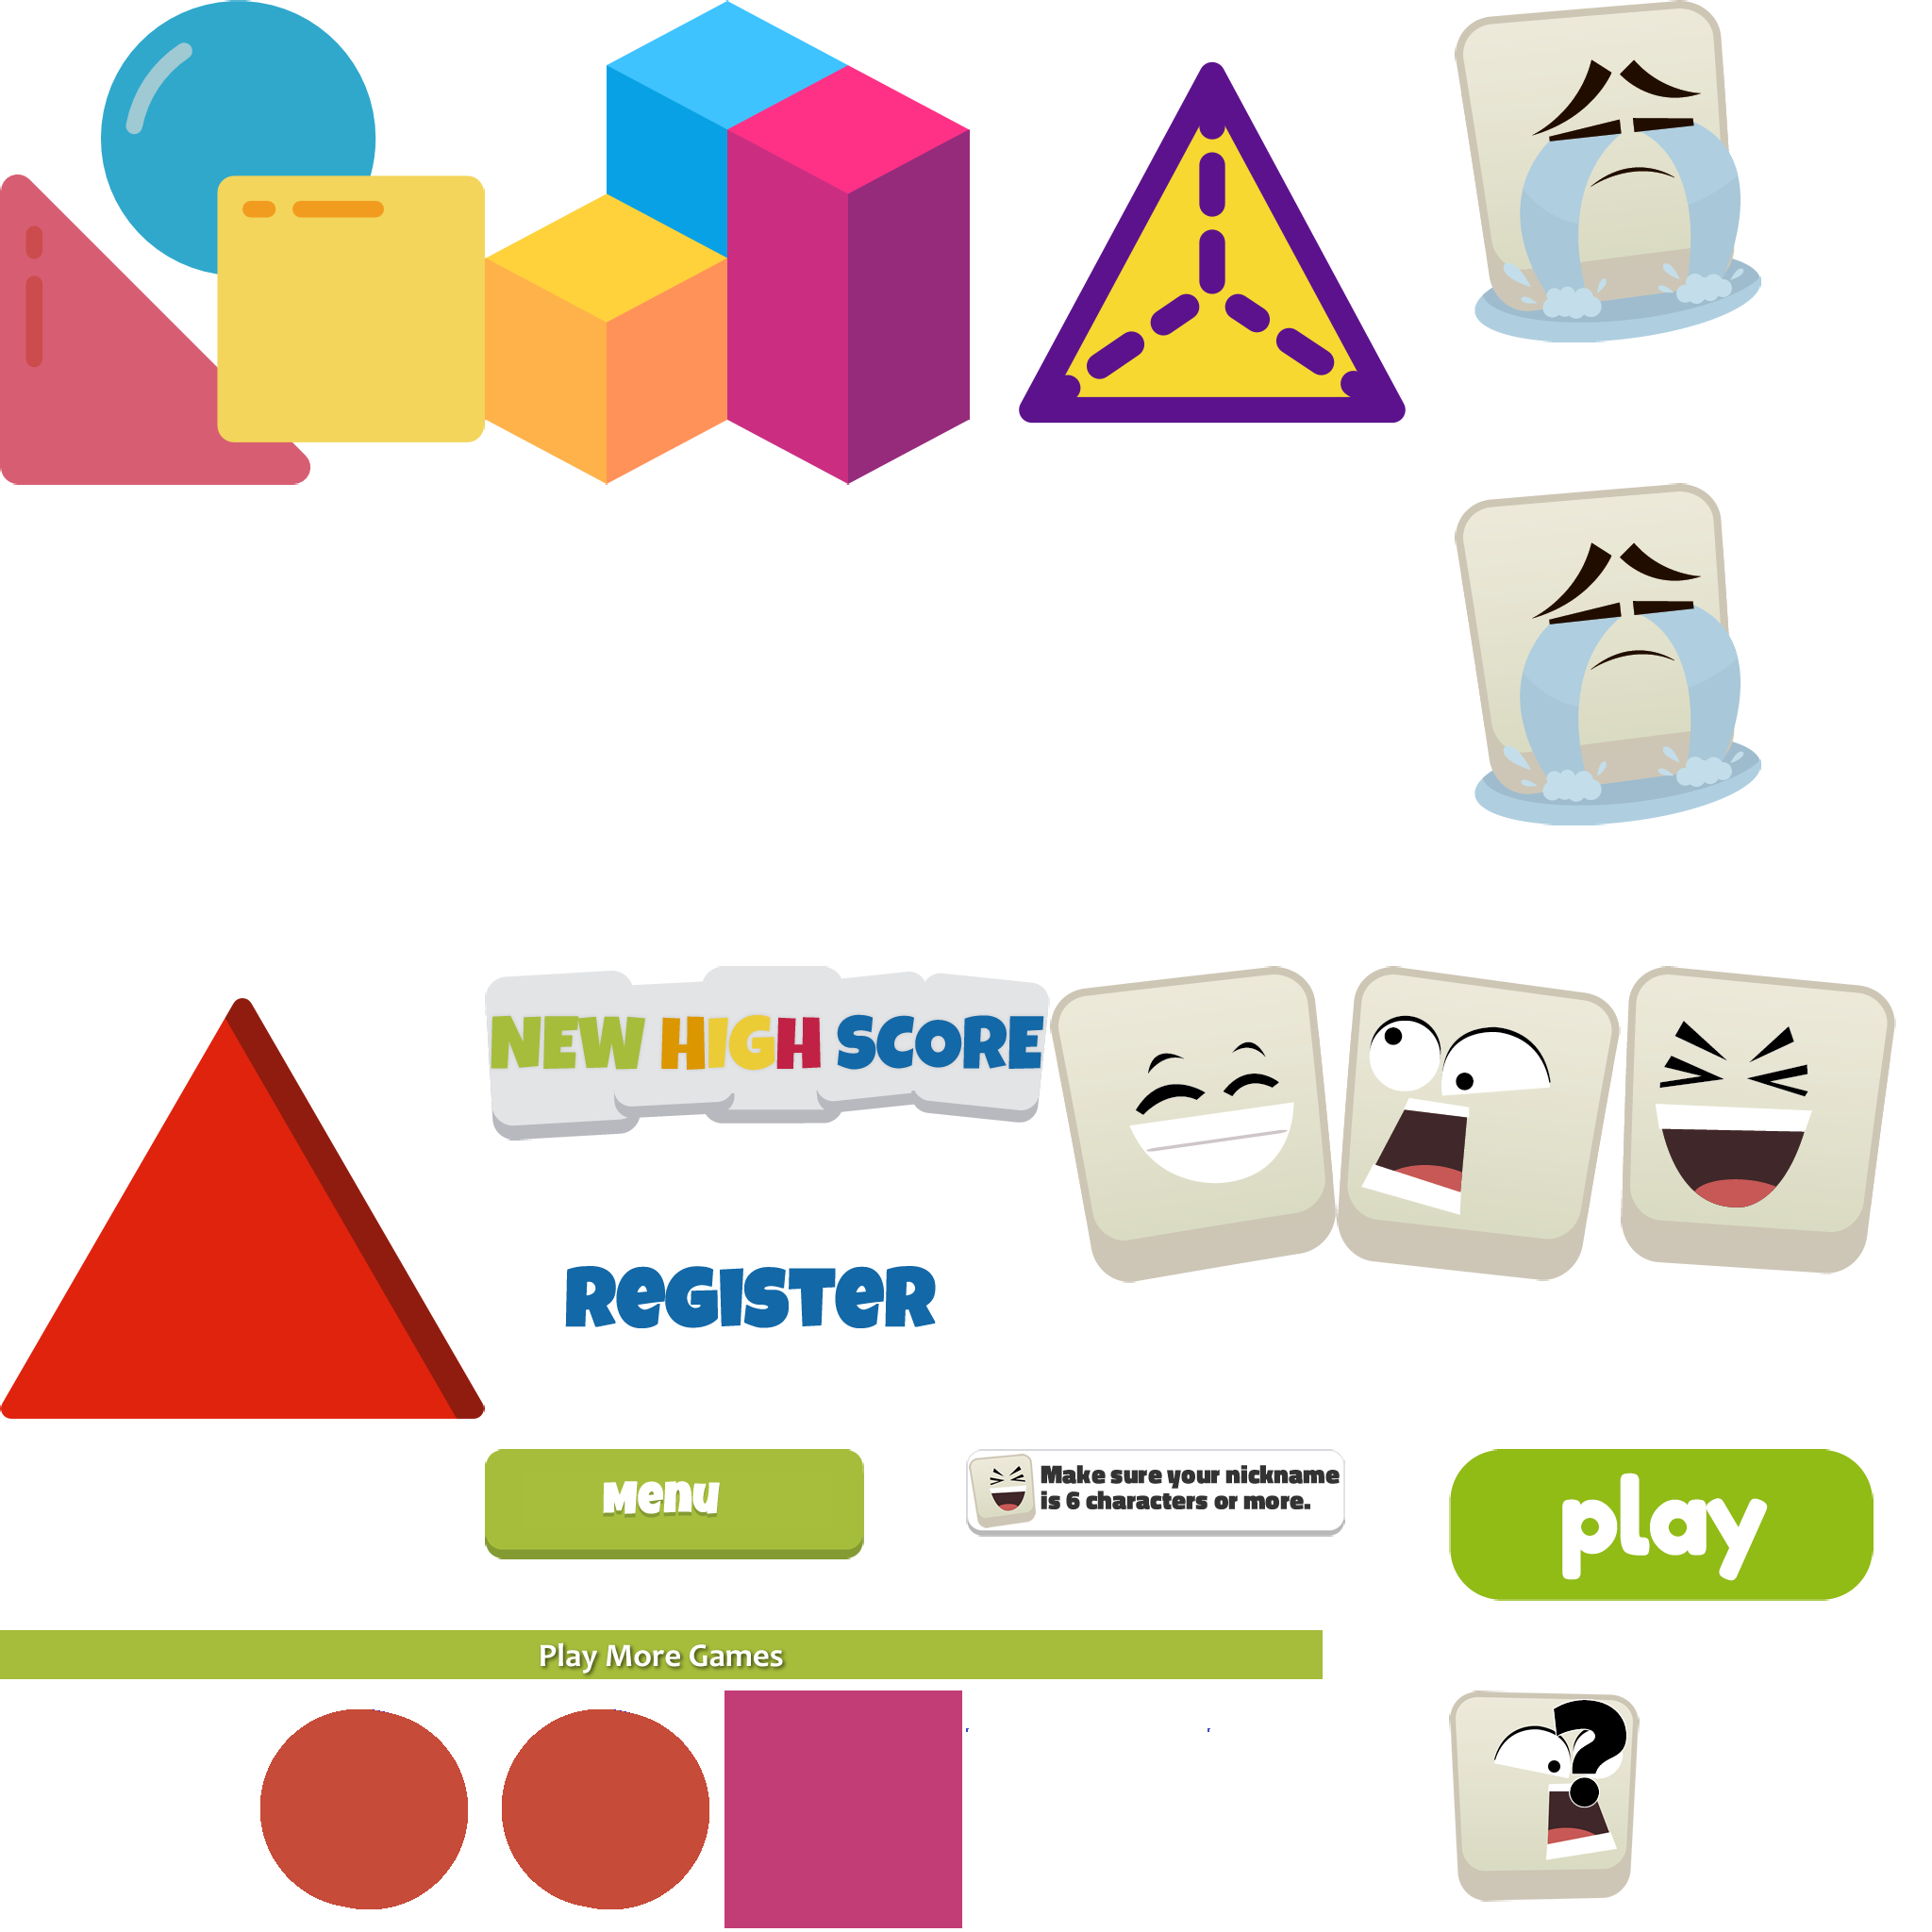 NEW HIGH SCORE
ReGISTeR
Menu
Make sure your nickname
is 6 characters or more.
play
Play More Games
?